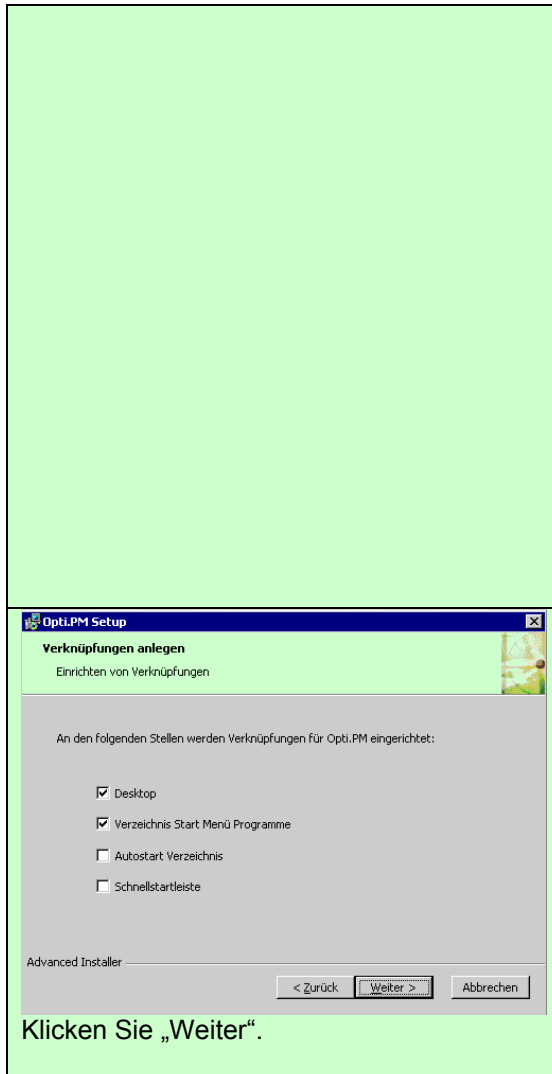 Opti.PM Setup
Verknüpfungen anlegen
Einrichten von Verknüpfungen
An den folgenden Stellen werden Verknüpfungen für Opti.PM eingerichtet:
Desktop
Verzeichnis Start Menü Programme
Autostart Verzeichnis
Schnellstartleiste
Advanced Installer
< Zurück Weiter > Abbrechen
Klicken Sie „Weiter“.